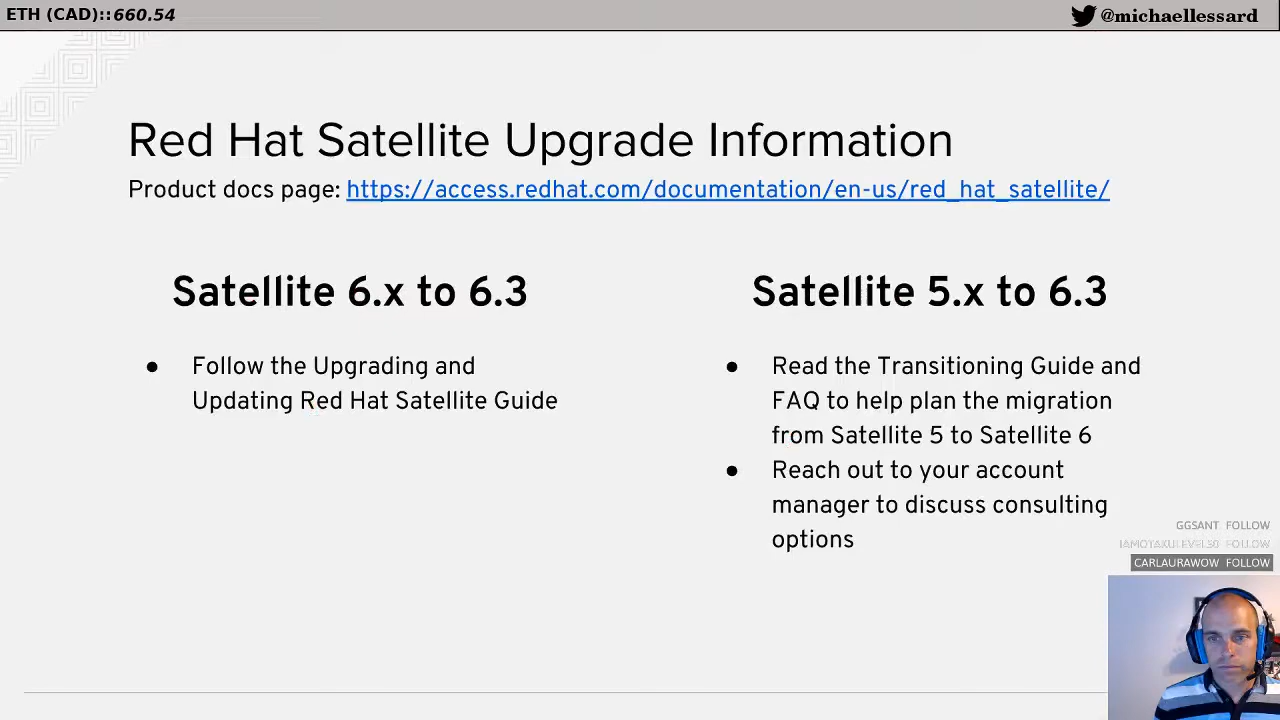 ETH (CAD)::660.54
@michaellessard
Red Hat Satellite Upgrade Information
Product docs page: https://access.redhat.com/documentation/en-us/red_hat_satellite/
Satellite 6.x to 6.3
● Follow the Upgrading and
Updating Red Hat Satellite Guide
Satellite 5.x to 6.3
● Read the Transitioning Guide and
FAQ to help plan the migration
from Satellite 5 to Satellite 6
● Reach out to your account
manager to discuss consulting
options
GGSANT FOLLOW
FOLLOW
CARLAURAWOW FOLLOW